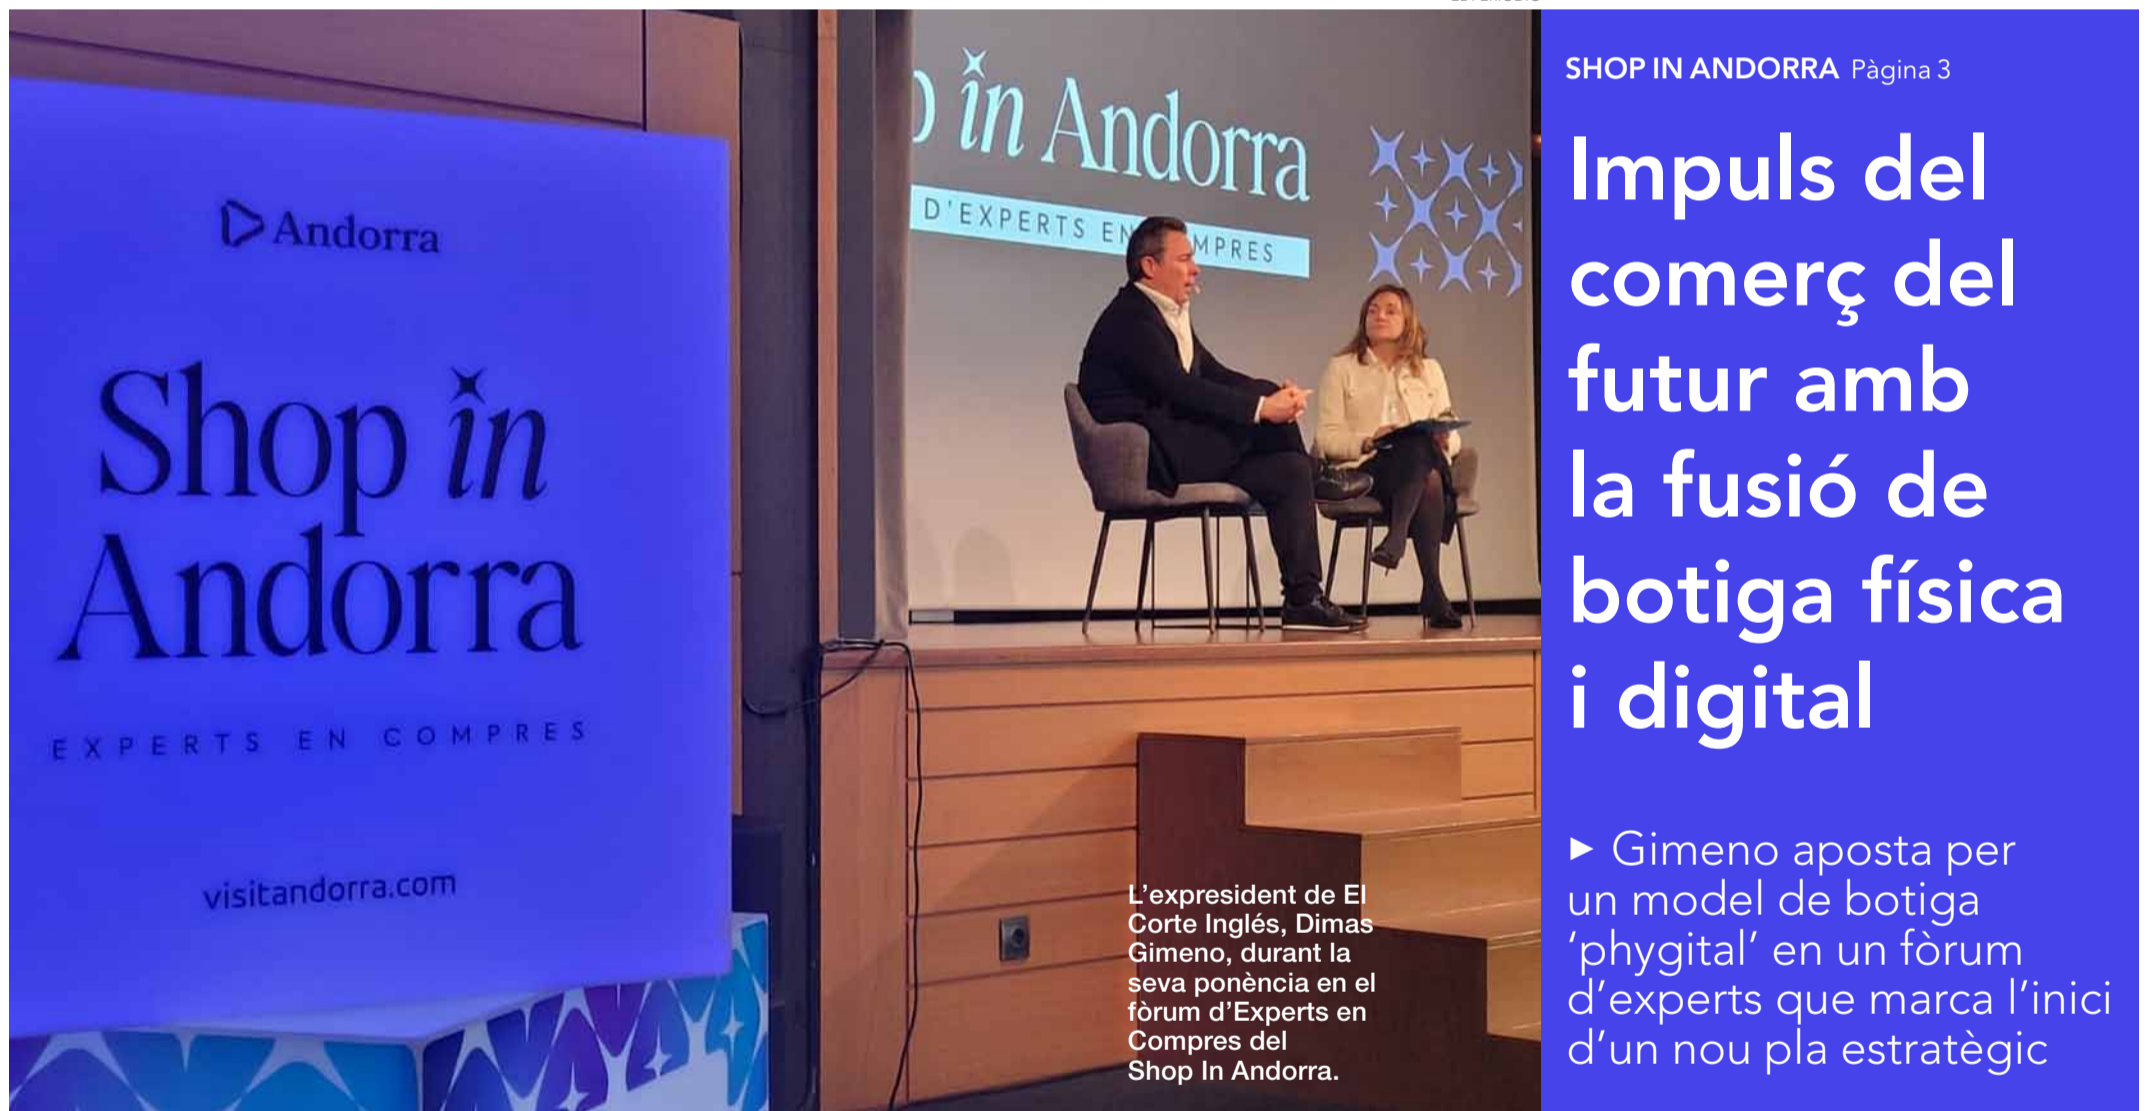 Andorra
Shop in
Andorra
EXPERTS EN COMPRES
visitandorra.com
in Andorra
D'EXPERTS EN MPRES
L’expresident de El
Corte Inglés, Dimas
Gimeno, durant la
seva ponència en el
fòrum d’Experts en
Compres del
Shop In Andorra.
SHOP IN ANDORRA Pàgina 3
Impuls del
comerç del
futur amb
la fusió de
botiga física
i digital
► Gimeno aposta per
un model de botiga
‘phygital’ en un fòrum
d’experts que marca l’inici
d’un nou pla estratègic